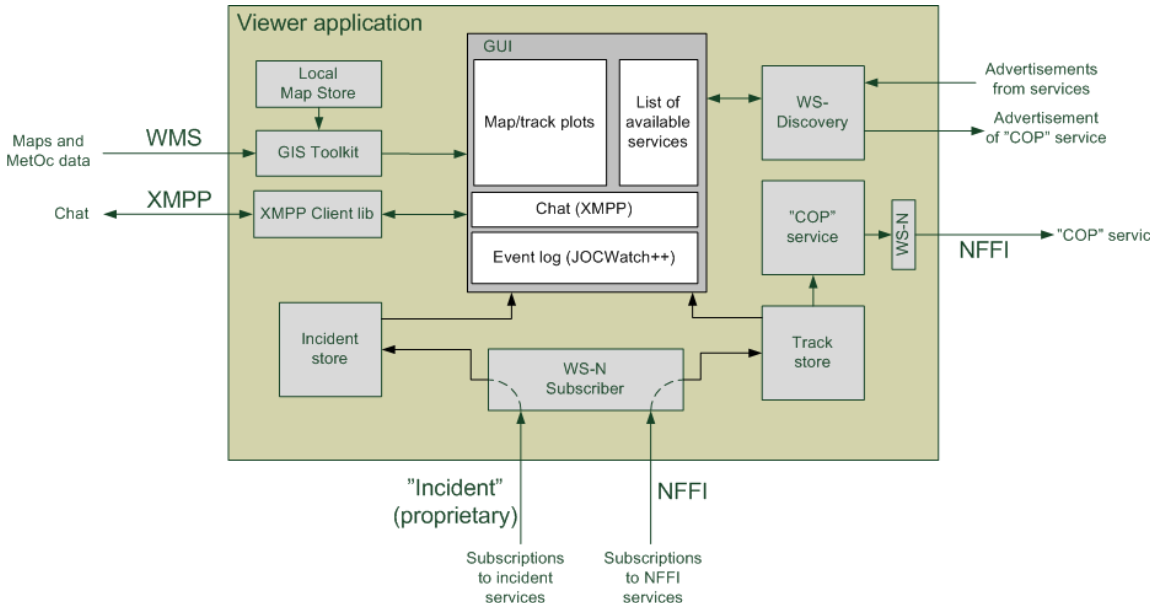 Viewer application
GUI
Local
Map Store
Map/track plots
List of
available
services
WS-
Discovery
Advertisements
from services
Advertisement
of "COP" service
Maps and
MetOc data
WMS
GIS Toolkit
Chat
XMPP
XMPP Client lib
Chat (XMPP)
"COP"
service
WS-N
NFFI
"COP" servic
Event log (JOCWatch++)
Incident
store
WS-N
Subscriber
Track
store
"Incident"
(proprietary)
NFFI
Subscriptions
to incident
services
Subscriptions
to NFFI
services